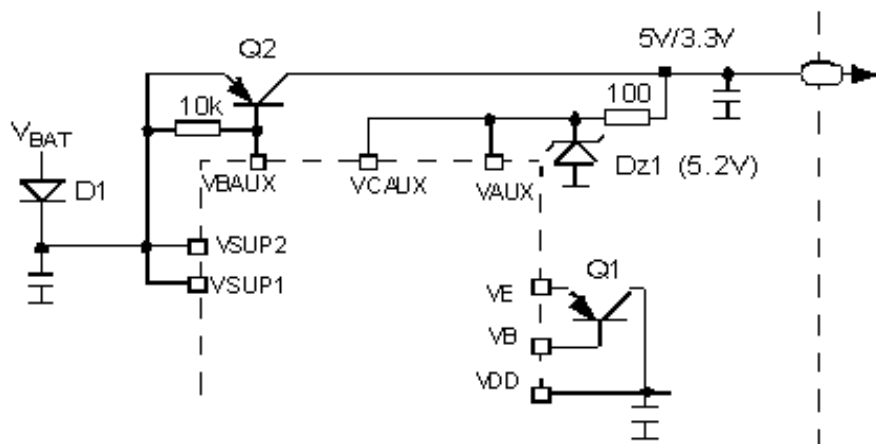 5V/3.3V
Q2
10k
100
VBAT
VBAUX
VCAUX
VAUX
Dz1 (5.2V)
D1
VSUP2
VSUP1
Q1
VE
VB
VDD